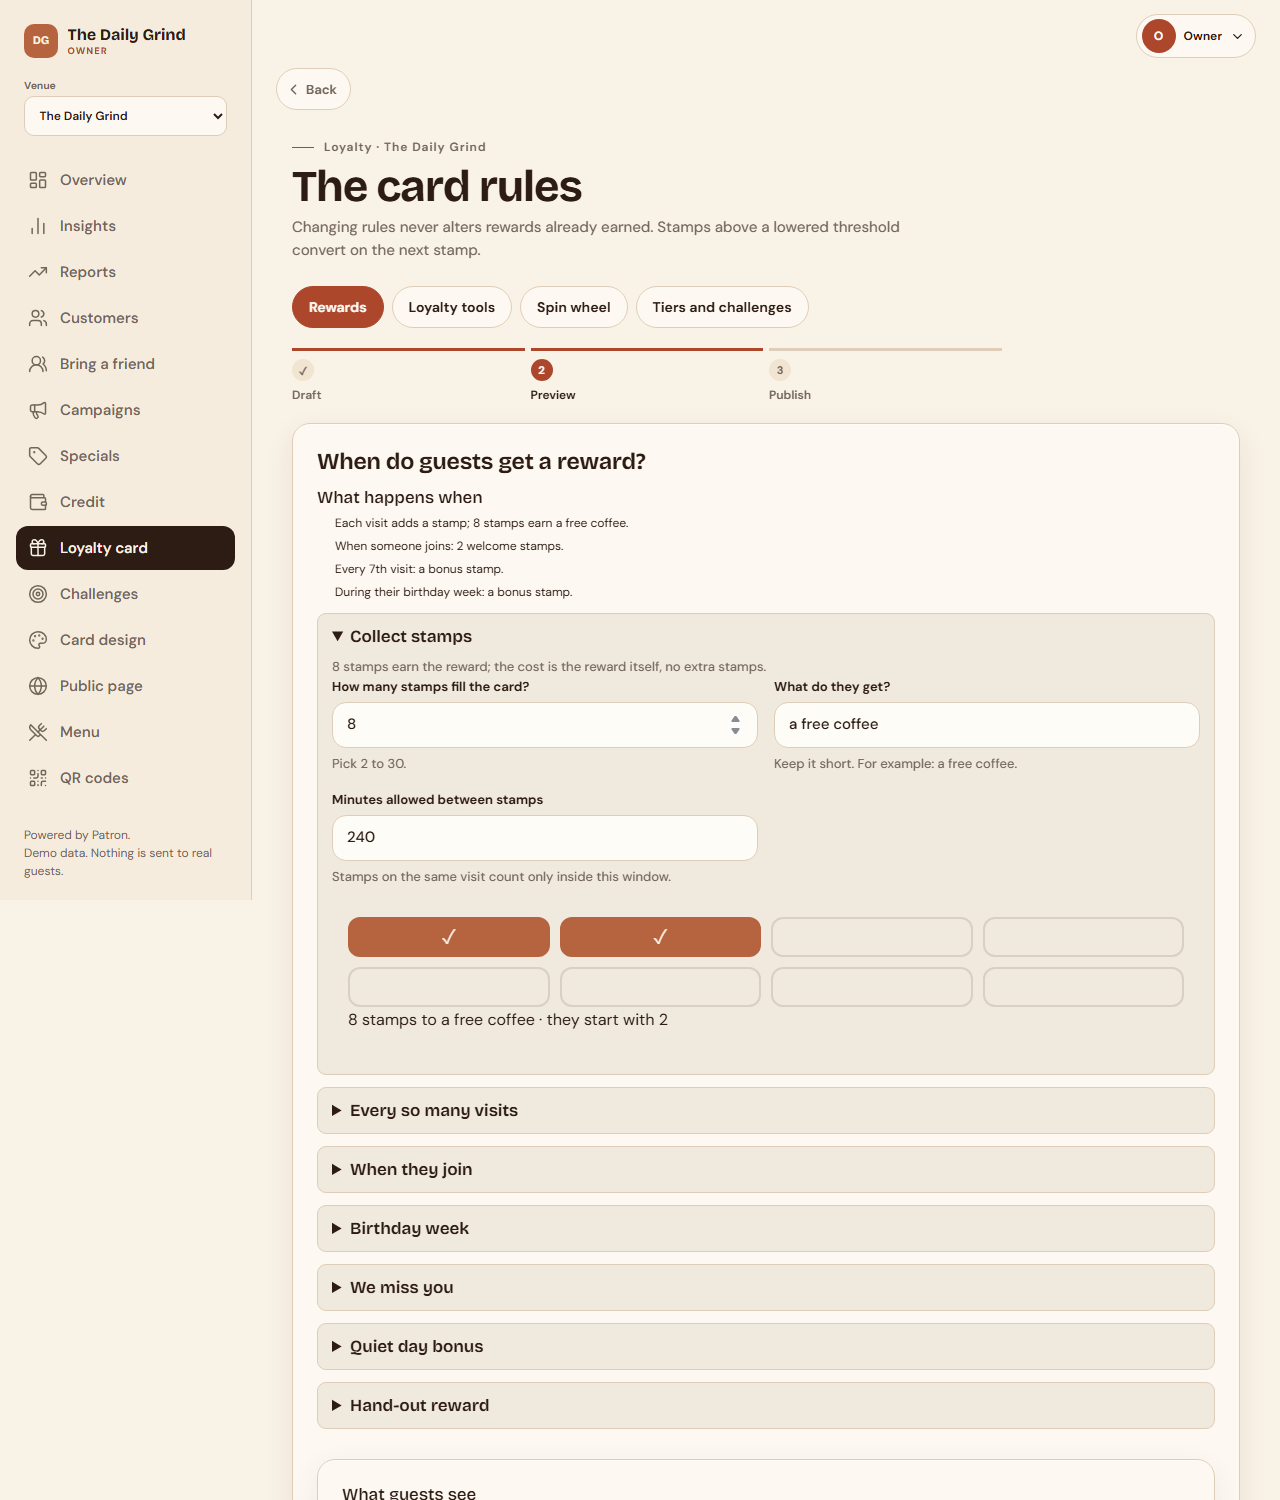 DG
The Daily Grind
OWNER
Venue
The Daily Grind
Overview
Insights
Reports
Customers
Bring a friend
Campaigns
Specials
Credit
Loyalty card
Challenges
Card design
Public page
Menu
QR codes
Powered by Patron.
Demo data. Nothing is sent to real
guests.
O
Owner
Back
Loyalty · The Daily Grind
The card rules
Changing rules never alters rewards already earned. Stamps above a lowered threshold
convert on the next stamp.
Rewards
Loyalty tools
Spin wheel
Tiers and challenges
✓
2
3
Draft
Preview
Publish
When do guests get a reward?
What happens when
Each visit adds a stamp; 8 stamps earn a free coffee.
When someone joins: 2 welcome stamps.
Every 7th visit: a bonus stamp.
During their birthday week: a bonus stamp.
▼ Collect stamps
8 stamps earn the reward; the cost is the reward itself, no extra stamps.
How many stamps fill the card?
What do they get?
8
a free coffee
Pick 2 to 30.
Keep it short. For example: a free coffee.
Minutes allowed between stamps
240
Stamps on the same visit count only inside this window.
✓ ✓
8 stamps to a free coffee · they start with 2
▶ Every so many visits
▶ When they join
▶ Birthday week
▶ We miss you
▶ Quiet day bonus
▶ Hand-out reward
What guests see